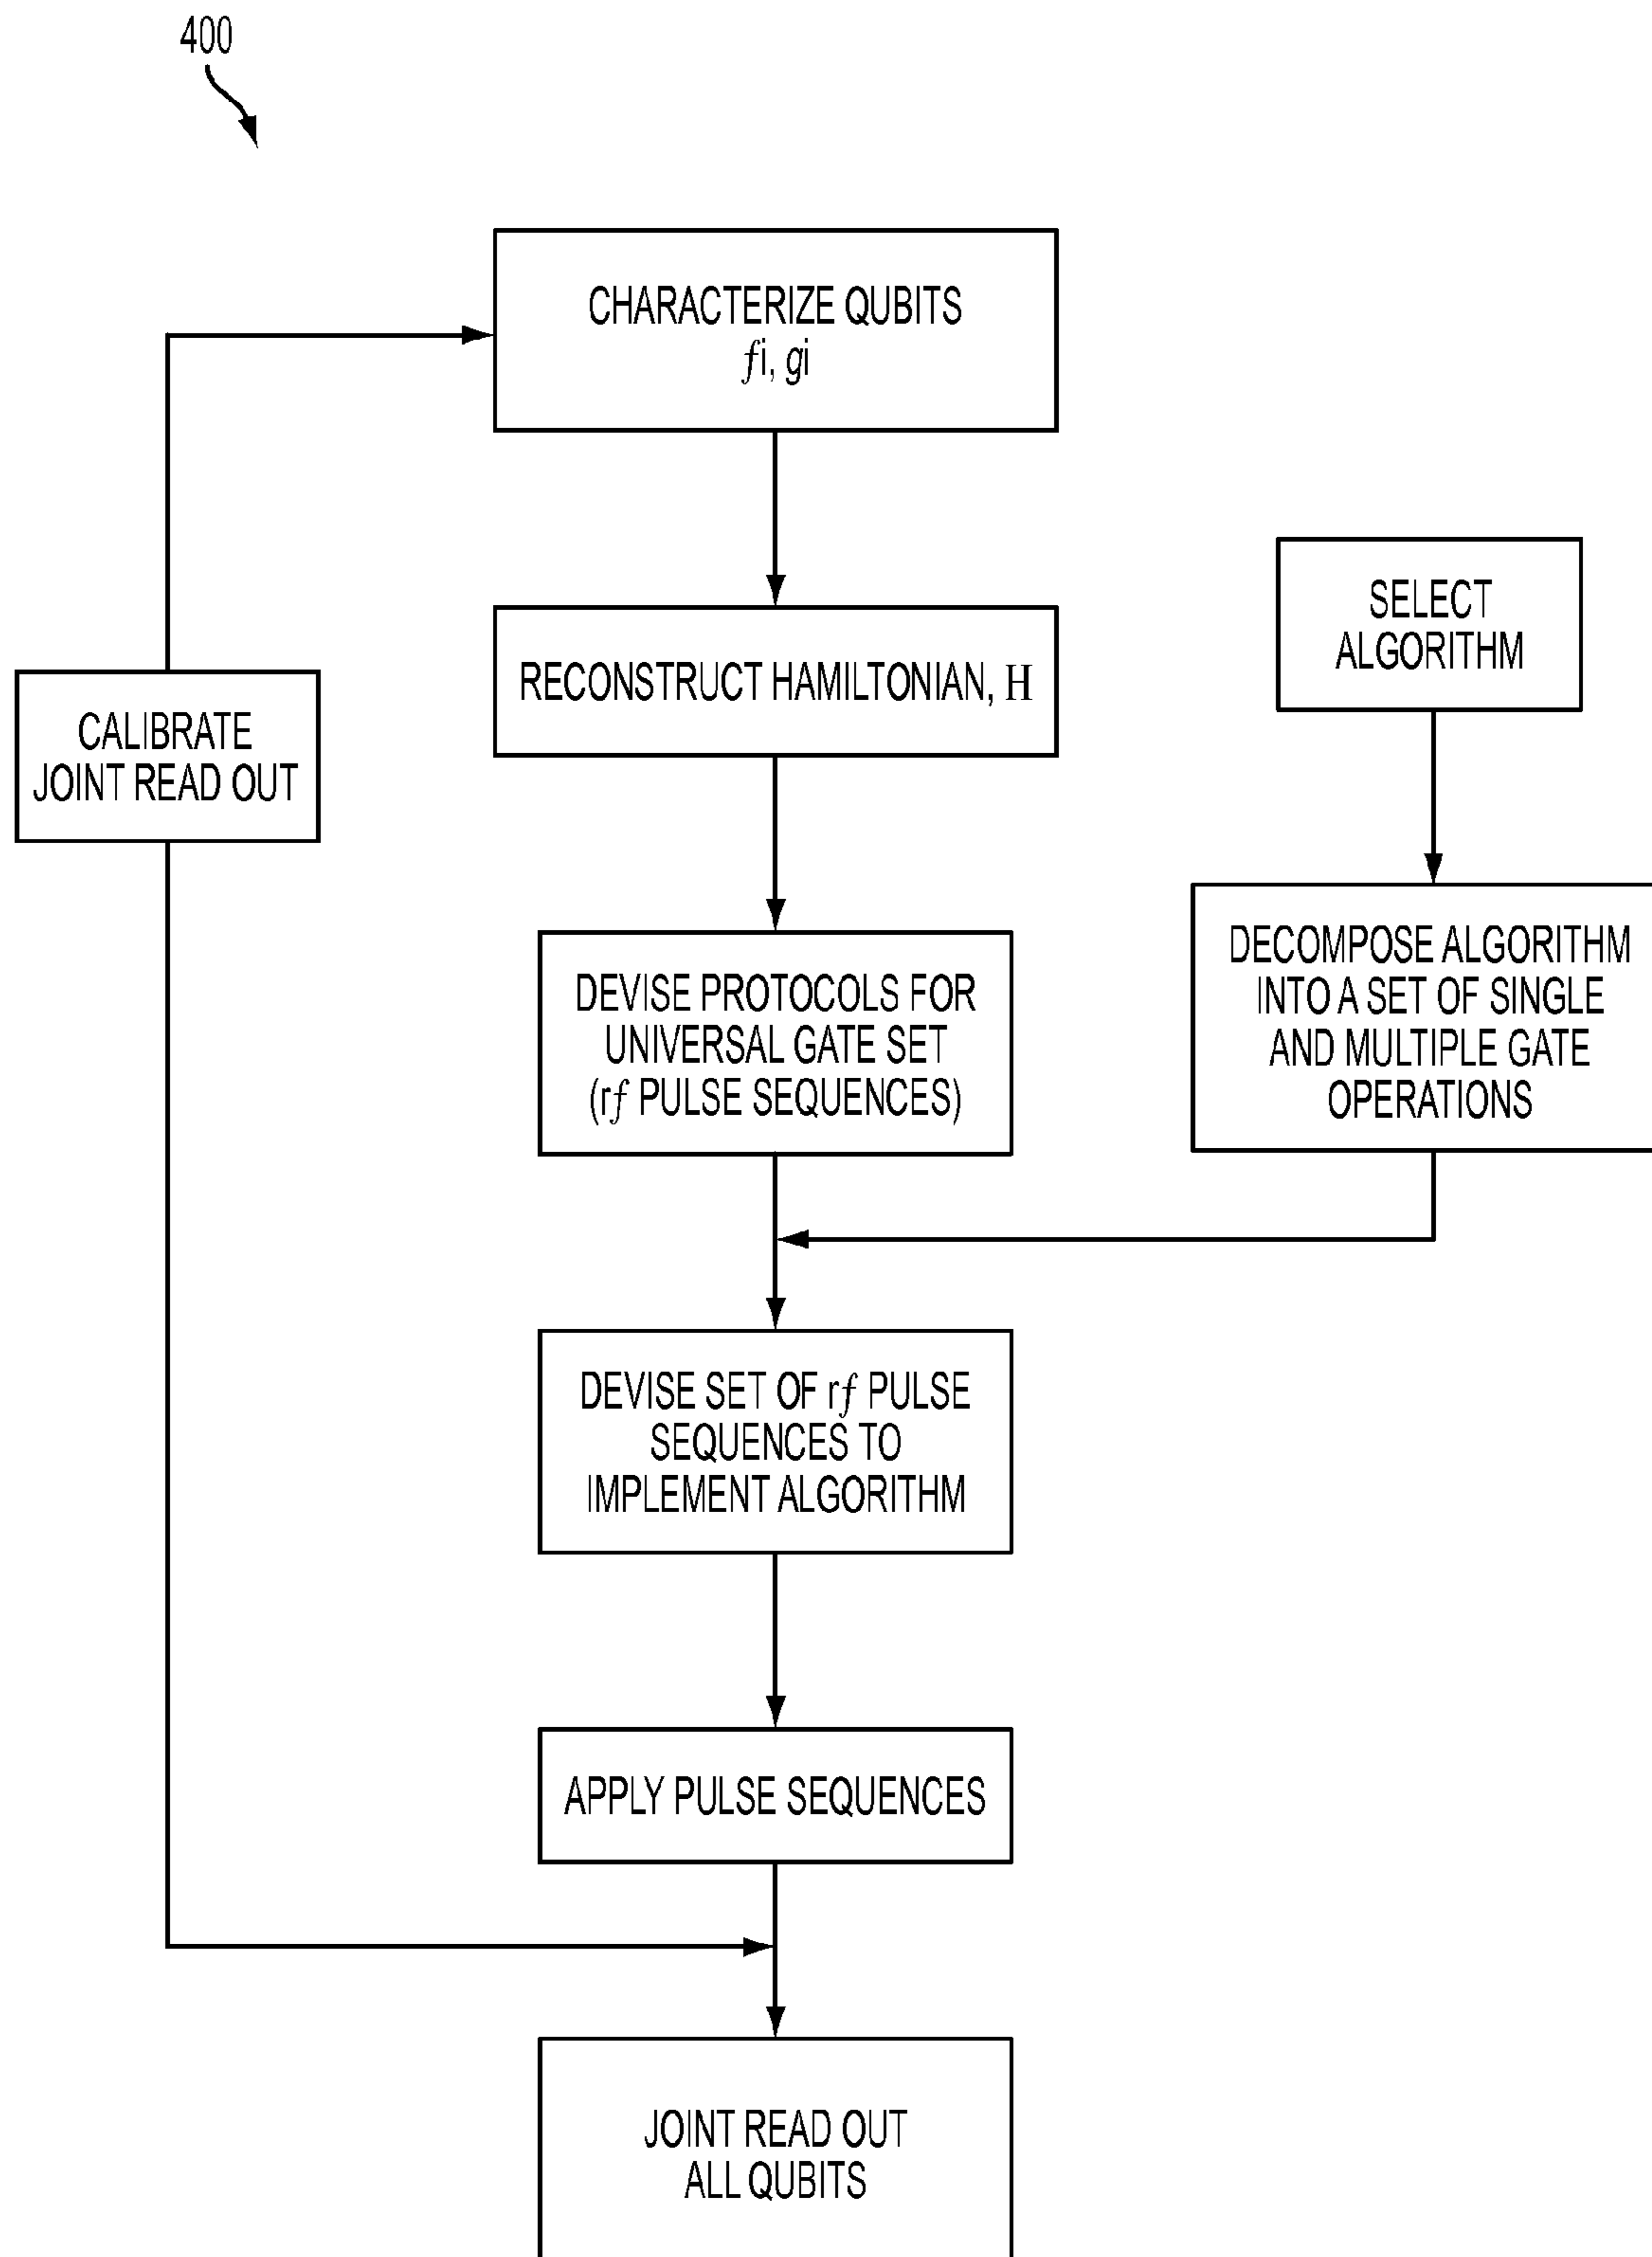 400
CHARACTERIZE QUBITS
fi, gi
RECONSTRUCT HAMILTONIAN, H
SELECT
ALGORITHM
CALIBRATE
JOINT READ OUT
DEVISE PROTOCOLS FOR
UNIVERSAL GATE SET
(rf PULSE SEQUENCES)
DECOMPOSE ALGORITHM
INTO A SET OF SINGLE
AND MULTIPLE GATE
OPERATIONS
DEVISE SET OF rf PULSE
SEQUENCES TO
IMPLEMENT ALGORITHM
APPLY PULSE SEQUENCES
JOINT READ OUT
ALL QUBITS